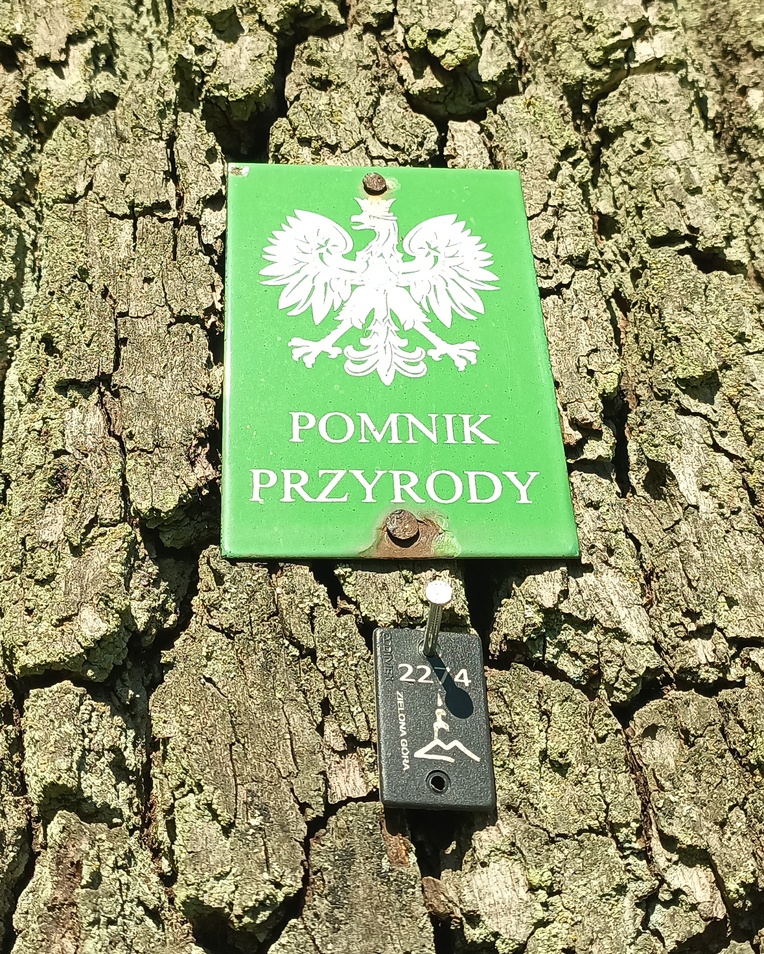 POMNIK
PRZYRODY
2274
ZIELONA GÓRA